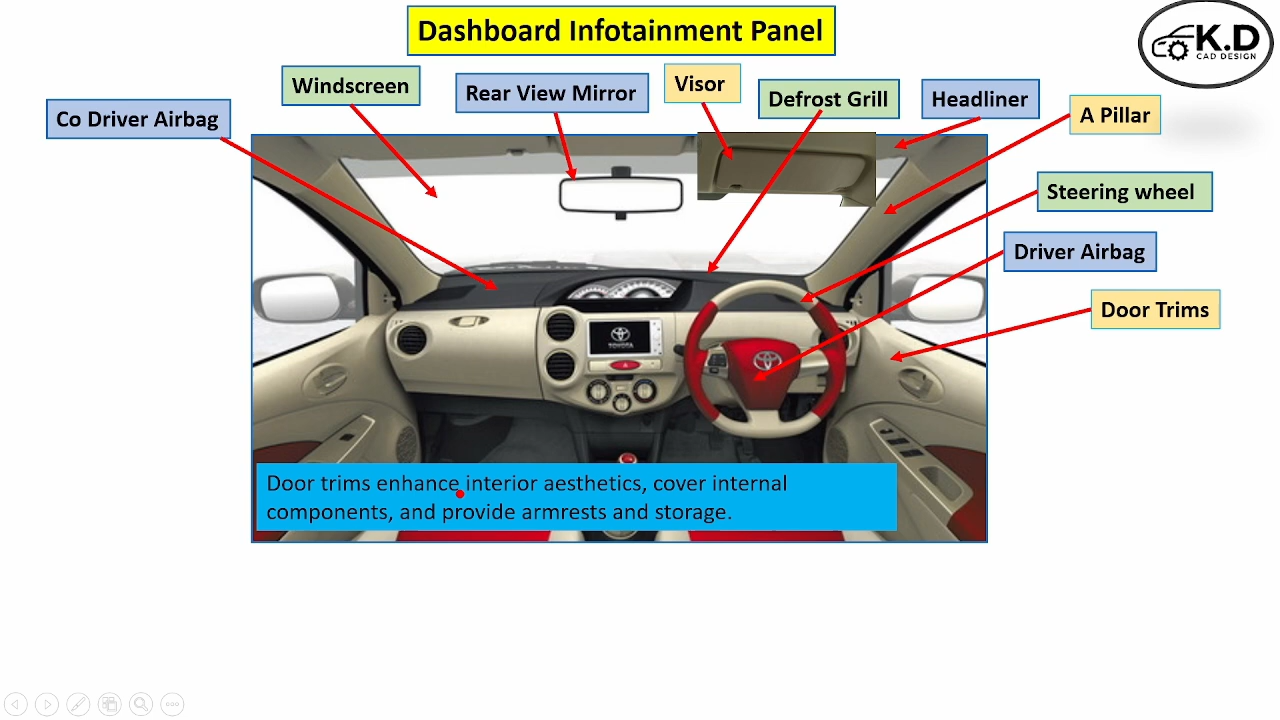 Dashboard Infotainment Panel
K.D
CAD DESIGN
Windscreen
Rear View Mirror
Visor
Defrost Grill
Headliner
A Pillar
Co Driver Airbag
Steering wheel
Driver Airbag
Door Trims
TOYOTA
Door trims enhance interior aesthetics, cover internal
components, and provide armrests and storage.